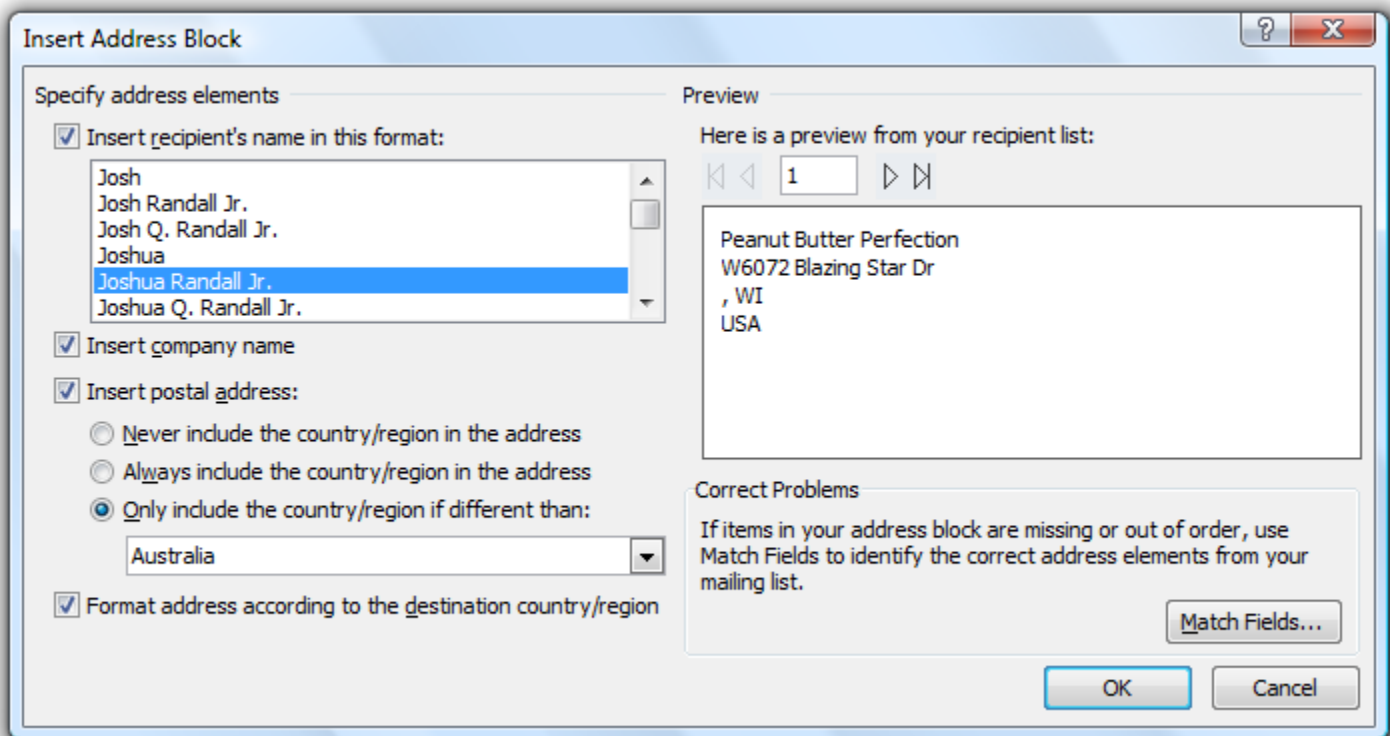 Insert Address Block
Specify address elements
Insert recipient's name in this format:
Josh
Josh Randall Jr.
Josh Q. Randall Jr.
Joshua
Joshua Randall Jr.
Joshua Q. Randall Jr.
Insert company name
Insert postal address:
Never include the country/region in the address
Always include the country/region in the address
Only include the country/region if different than:
Australia
Format address according to the destination country/region
Preview
Here is a preview from your recipient list:
1
Peanut Butter Perfection
W6072 Blazing Star Dr
, WI
USA
Correct Problems
If items in your address block are missing or out of order, use
Match Fields to identify the correct address elements from your
mailing list.
Match Fields...
OK
Cancel